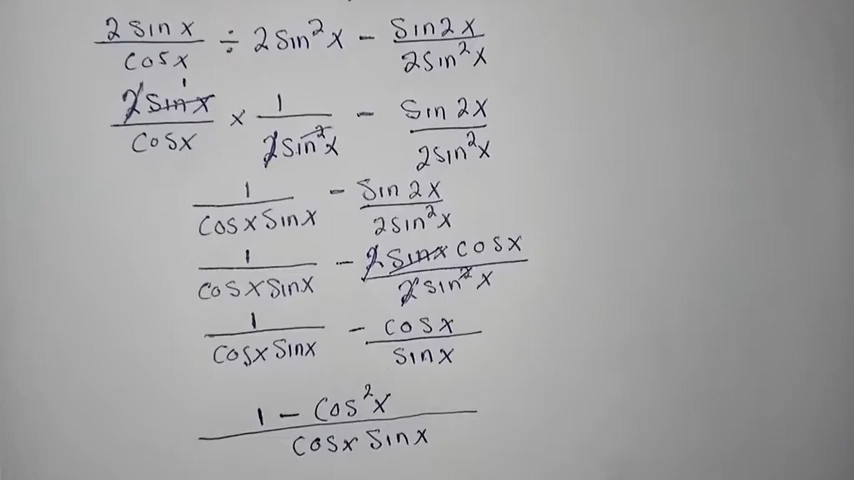 2 sin x / cos x ÷ 2 sin² x − sin 2x / 2 sin² x
2 sin x 1 / cos x × 1 / 2 sin² x − sin 2x / 2 sin² x
1 / cos x sin x − sin 2x / 2 sin² x
1 / cos x sin x − 2 sin x cos x / 2 sin² x
1 / cos x sin x − cos x / sin x
1 − cos² x / cos x sin x